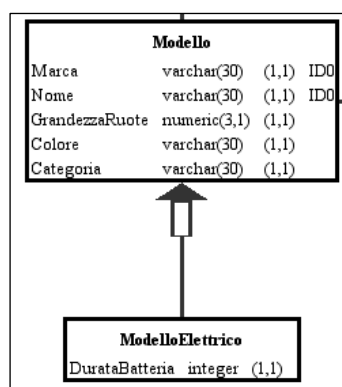 Modello
Marca varchar(30) (1,1) ID0
Nome varchar(30) (1,1) ID0
GrandezzaRuote numeric(3,1) (1,1)
Colore varchar(30) (1,1)
Categoria varchar(30) (1,1)
ModelloElettrico
DurataBatteria integer (1,1)